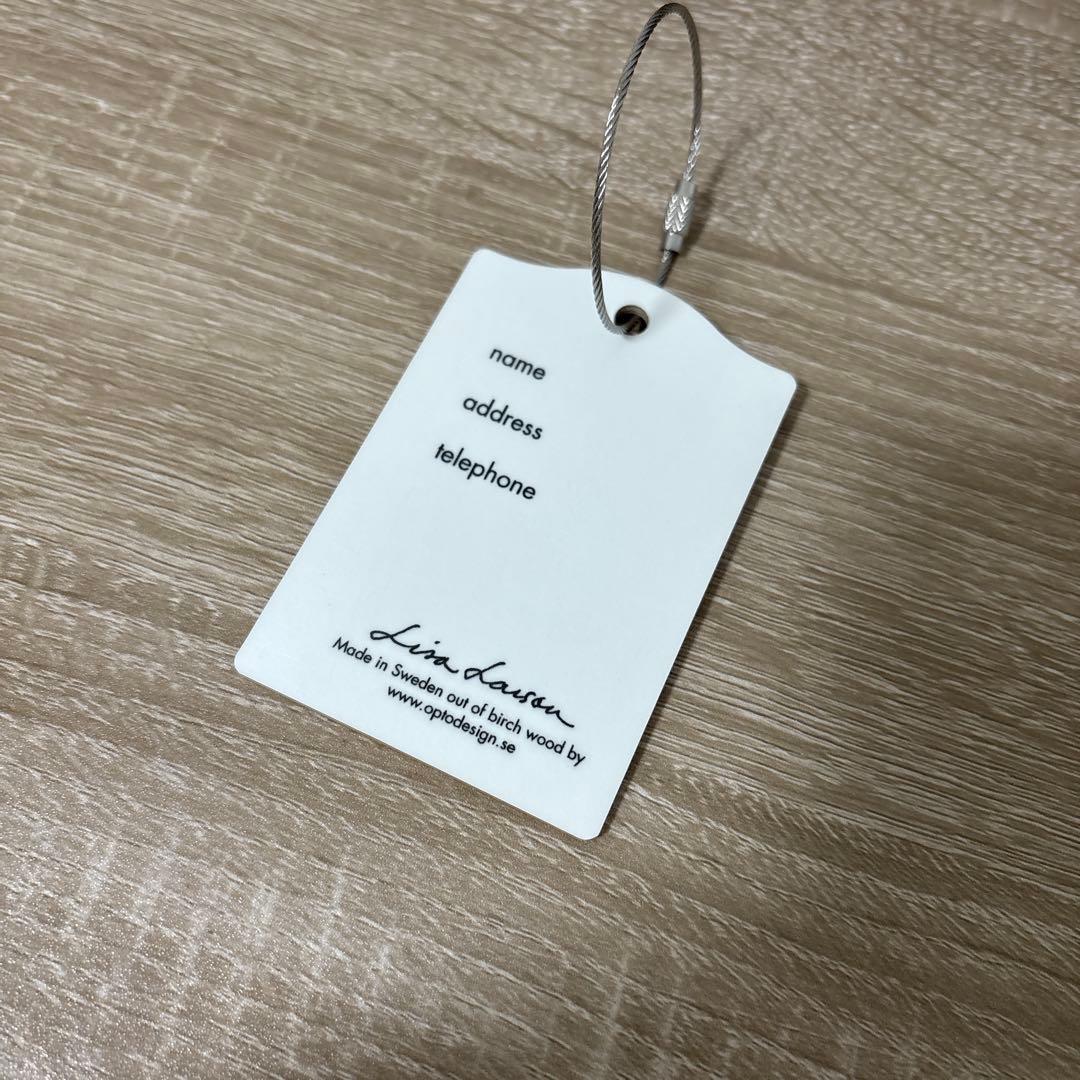 name
address
telephone
Lisa Larson
Made in Sweden out of birch wood by
www.optodesign.se